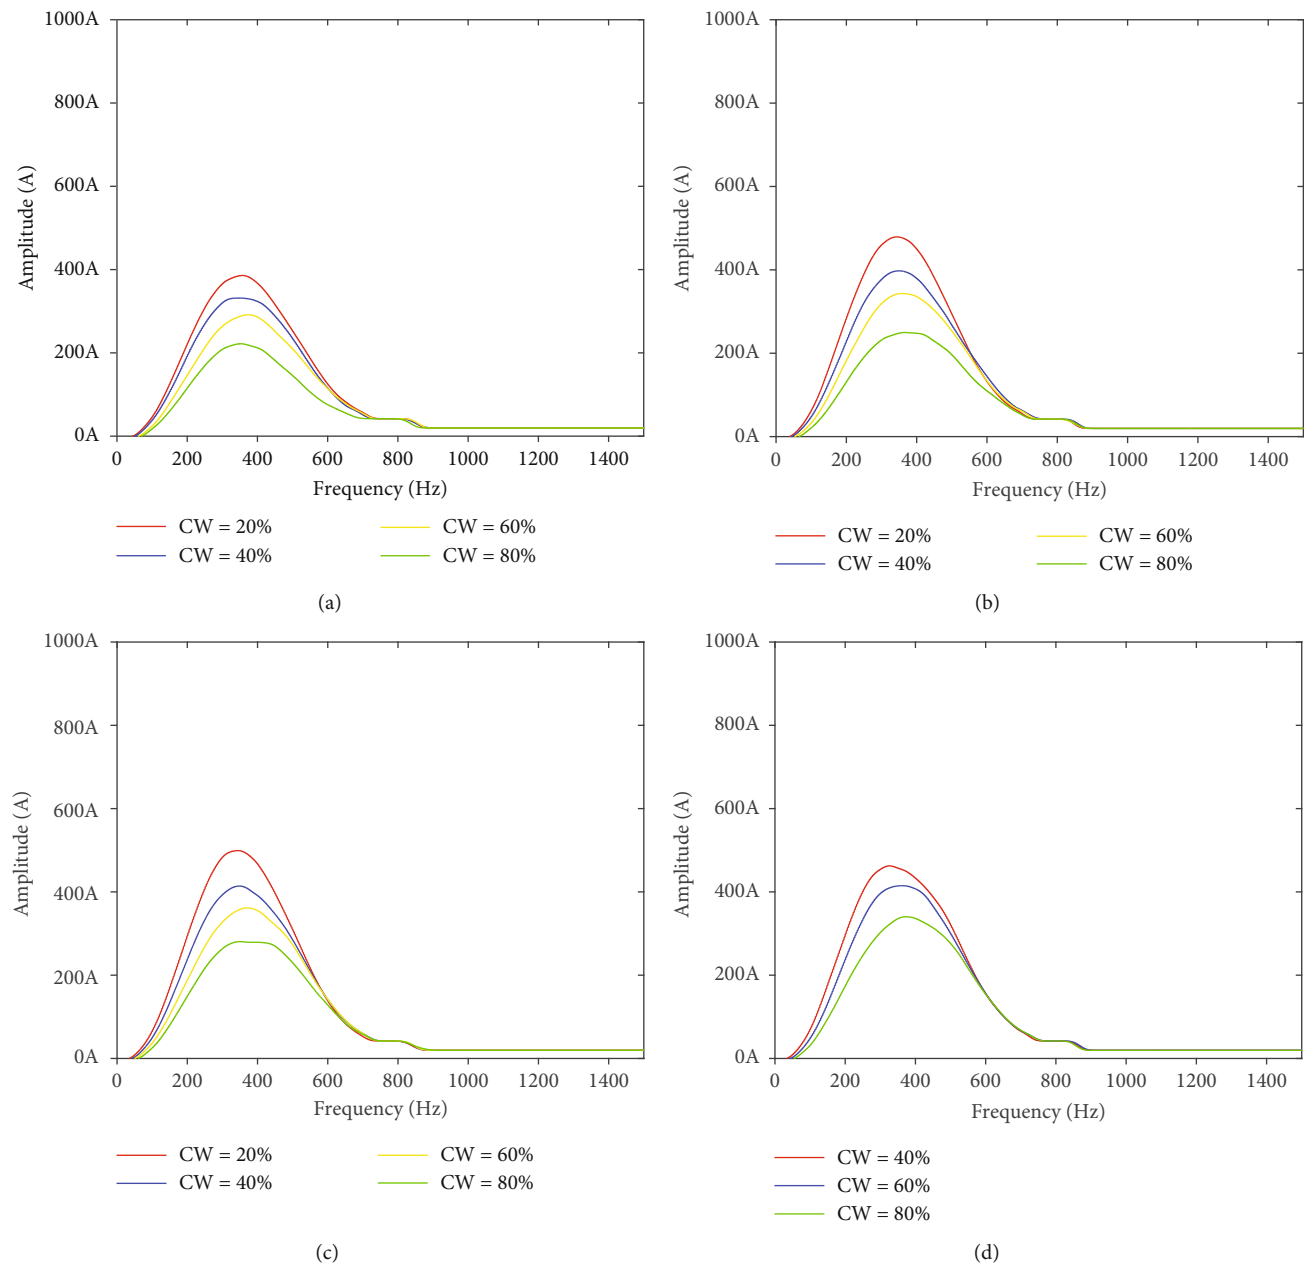 1000A
800A
600A
400A
200A
0A
Amplitude (A)
0 200 400 600 800 1000 1200 1400
Frequency (Hz)
CW = 20% CW = 60%
CW = 40% CW = 80%
(a)
1000A
800A
600A
400A
200A
0A
Amplitude (A)
0 200 400 600 800 1000 1200 1400
Frequency (Hz)
CW = 20% CW = 60%
CW = 40% CW = 80%
(b)
1000A
800A
600A
400A
200A
0A
Amplitude (A)
0 200 400 600 800 1000 1200 1400
Frequency (Hz)
CW = 20% CW = 60%
CW = 40% CW = 80%
(c)
1000A
800A
600A
400A
200A
0A
Amplitude (A)
0 200 400 600 800 1000 1200 1400
Frequency (Hz)
CW = 40%
CW = 60%
CW = 80%
(d)